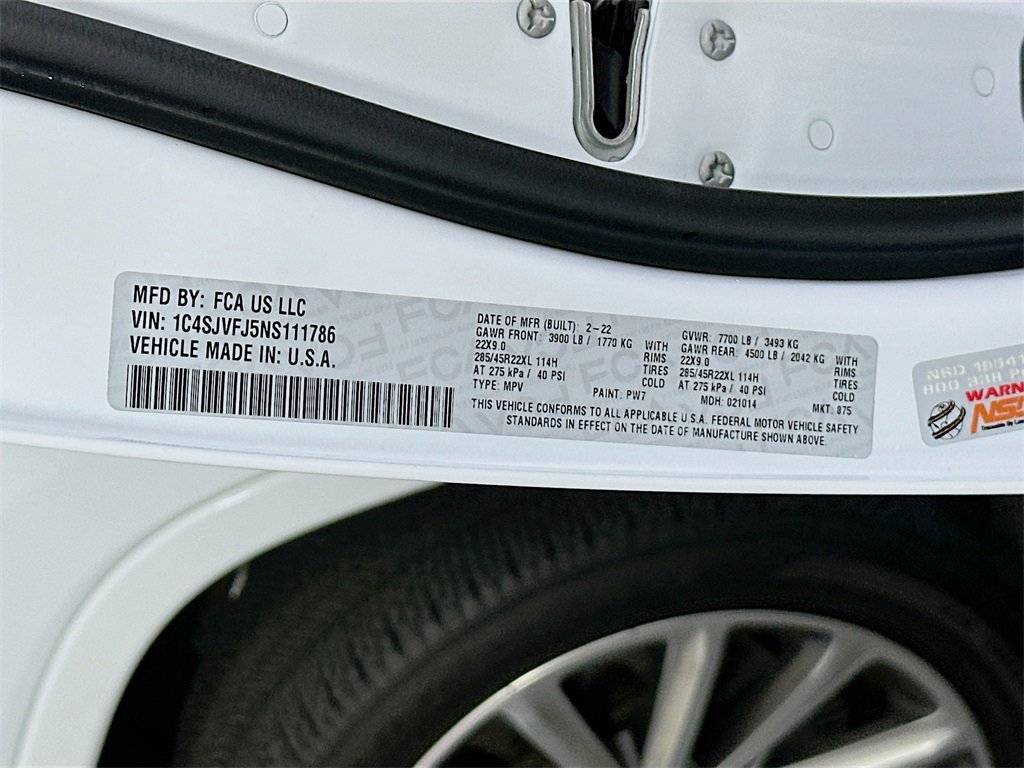 MFD BY: FCA US LLC
VIN: 1C4SJVFJ5NS111786
VEHICLE MADE IN: U.S.A.
DATE OF MFR (BUILT): 2-22
GAWR FRONT: 3900 LB / 1770 KG WITH
22X9.0 RIMS
285/45R22XL 114H TIRES
AT 275 kPa / 40 PSI COLD
TYPE: MPV PAINT: PW7
GVWR: 7700 LB / 3493 KG
GAWR REAR: 4500 LB / 2042 KG WITH
22X9.0 RIMS
285/45R22XL 114H TIRES
AT 275 kPa / 40 PSI COLD
MDH: 021014 MKT: 875
THIS VEHICLE CONFORMS TO ALL APPLICABLE U.S.A. FEDERAL MOTOR VEHICLE SAFETY
STANDARDS IN EFFECT ON THE DATE OF MANUFACTURE SHOWN ABOVE.
NSD
WARN
NSD
Traceable By